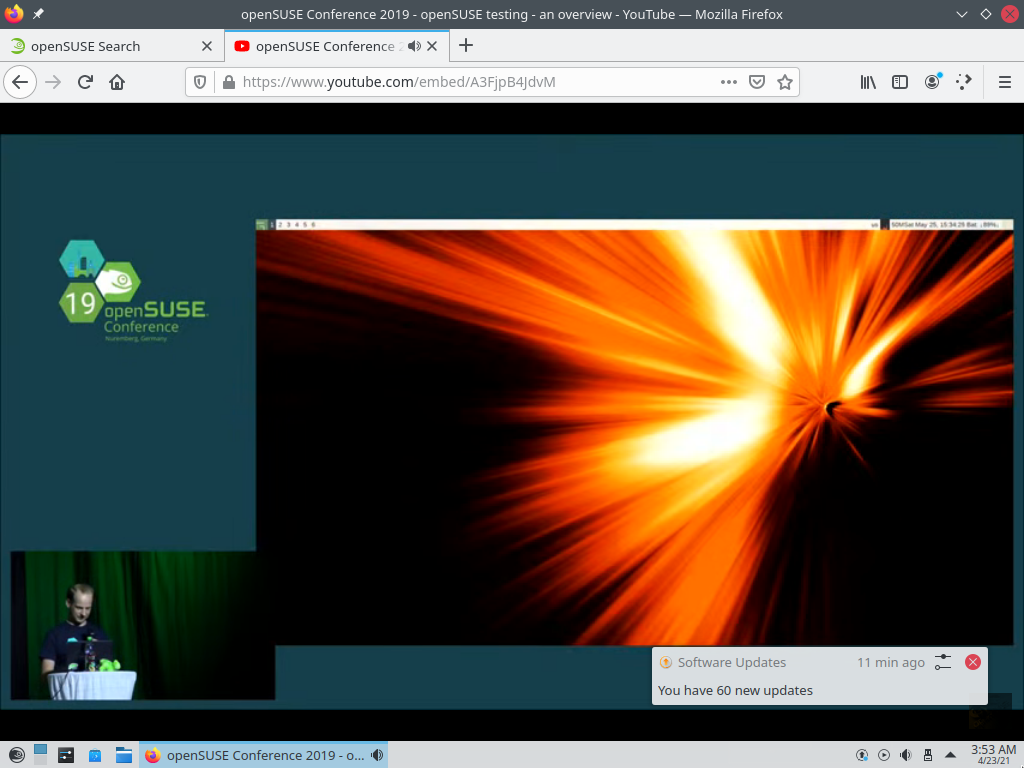 openSUSE Conference 2019 - openSUSE testing - an overview - YouTube — Mozilla Firefox
openSUSE Search
openSUSE Conference 2
https://www.youtube.com/embed/A3FjpB4JdvM
1 2 3 4 5 6
us
50MSat May 25, 15:34:29 Bat
19
openSUSE
Conference
Nuremberg, Germany
Software Updates
11 min ago
You have 60 new updates
openSUSE Conference 2019 - o...
3:53 AM
4/23/21